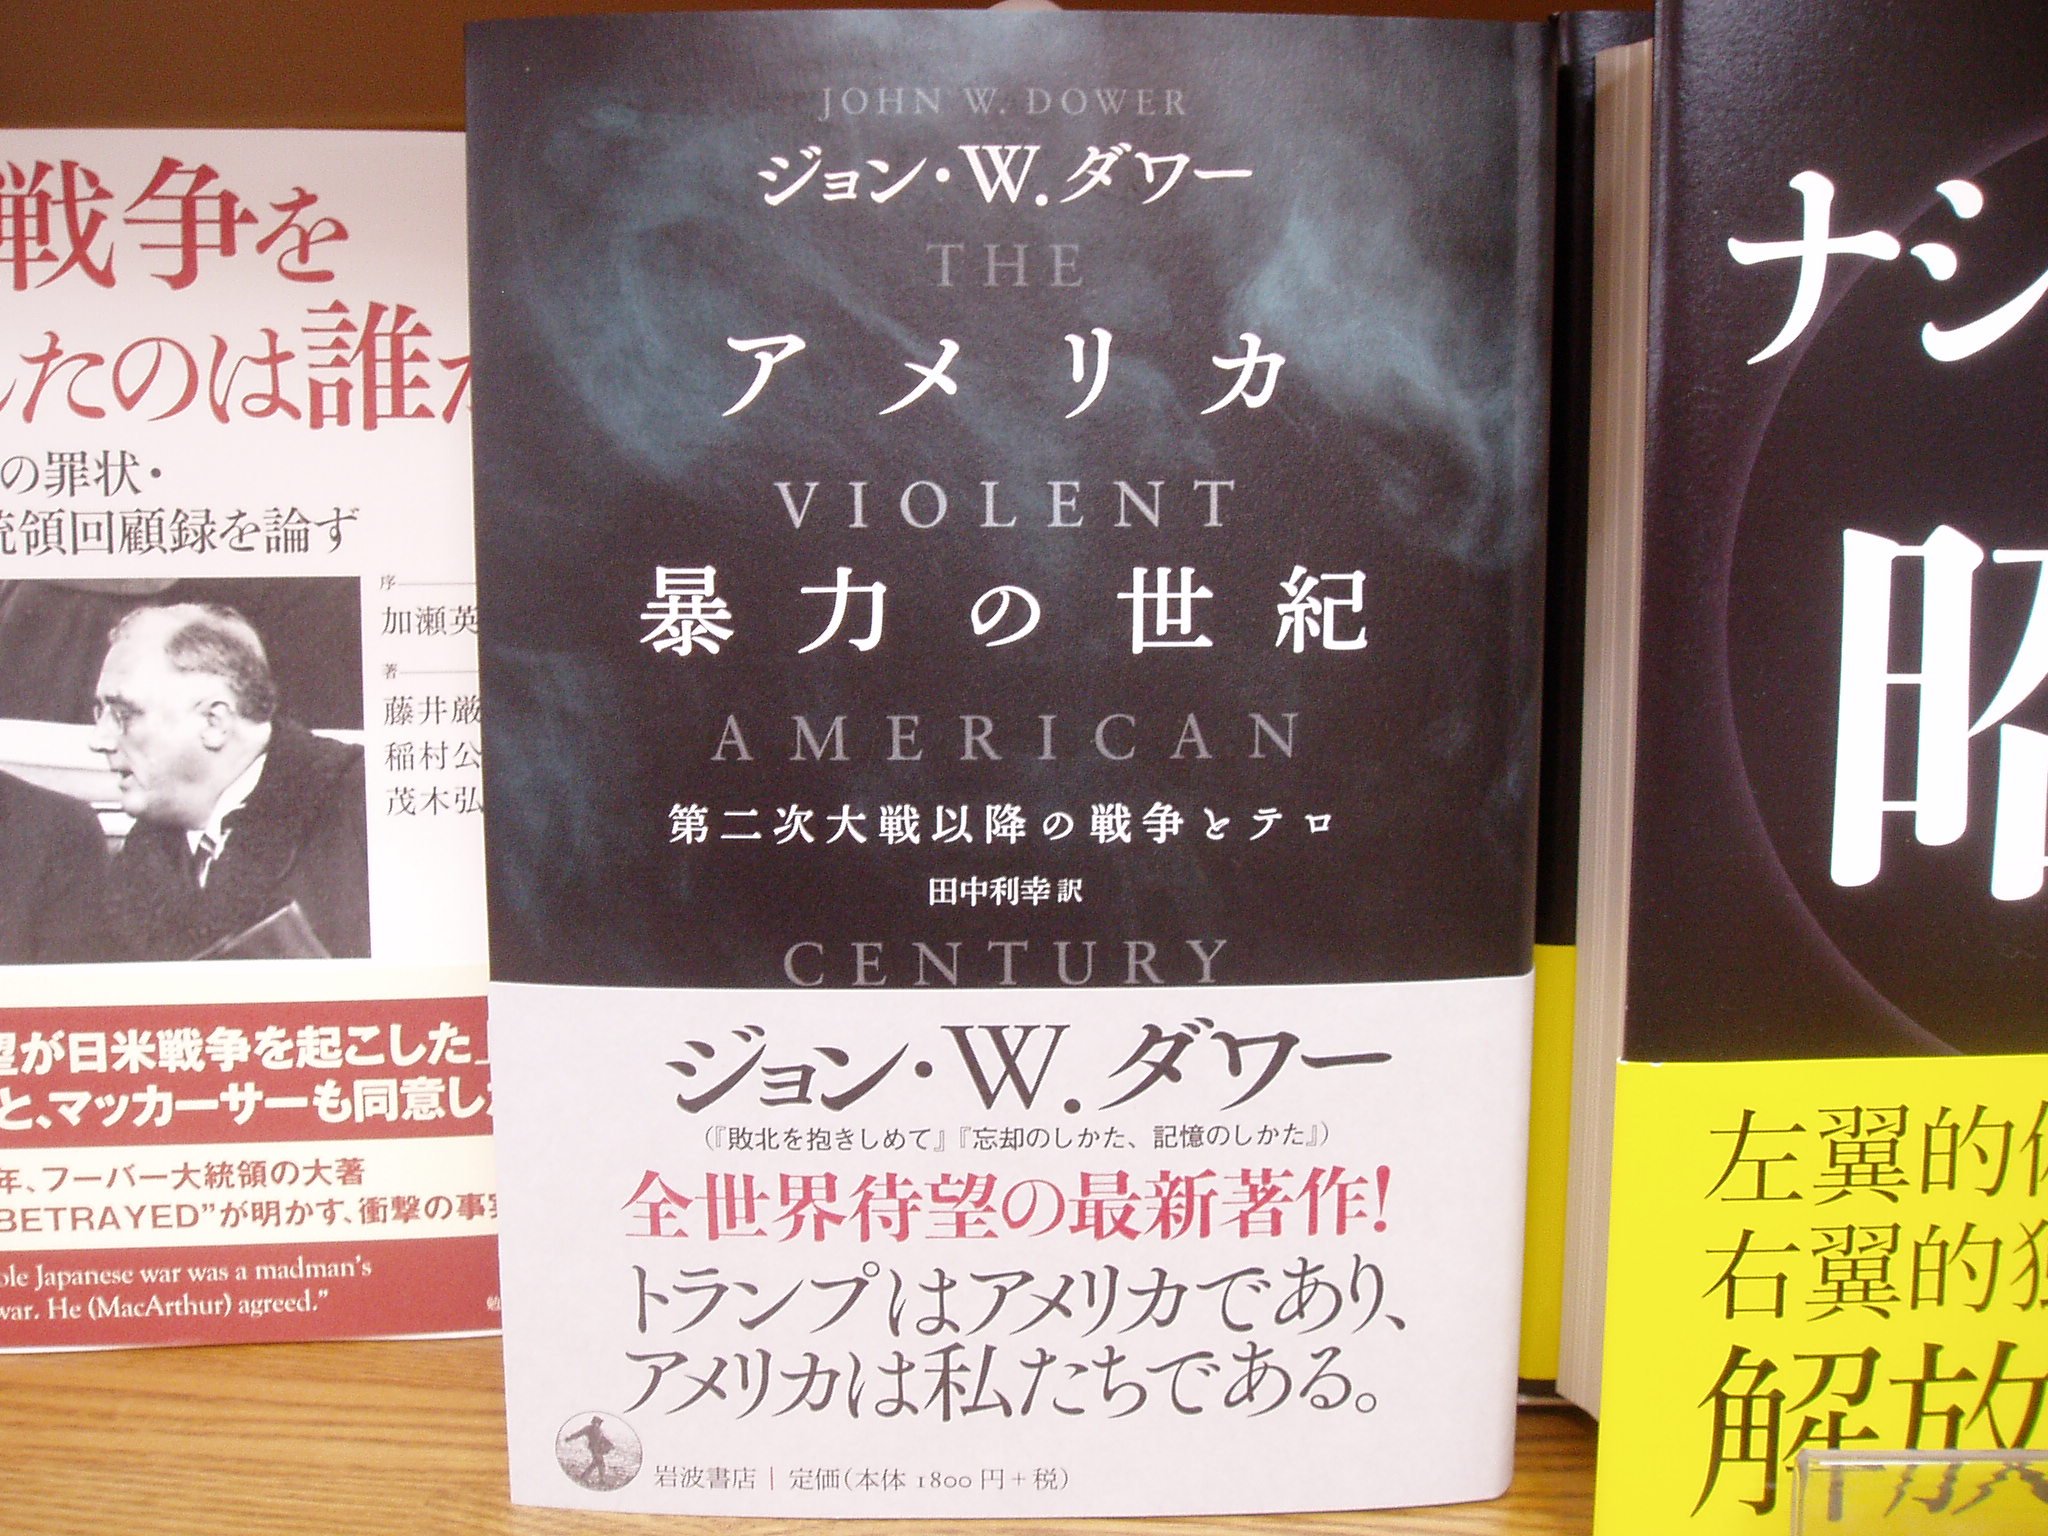 戦争を
したのは誰か
の罪状・
統領回顧録を論ず
序
加瀬英
著
藤井厳
稲村公
茂木弘
望が日米戦争を起こした」
と、マッカーサーも同意し
年、フーバー大統領の大著
BETRAYED”が明かす、衝撃の事実
ole Japanese war was a madman's
war. He (MacArthur) agreed.”
JOHN W. DOWER
ジョン・W.ダワー
THE
アメリカ
VIOLENT
暴力の世紀
AMERICAN
第二次大戦以降の戦争とテロ
田中利幸 訳
CENTURY
ジョン・W.ダワー
(『敗北を抱きしめて』『忘却のしかた、記憶のしかた』)
全世界待望の最新著作!
トランプはアメリカであり、
アメリカは私たちである。
岩波書店 | 定価(本体 1800 円+税)
ナシ
昭
左翼的
右翼的
解放